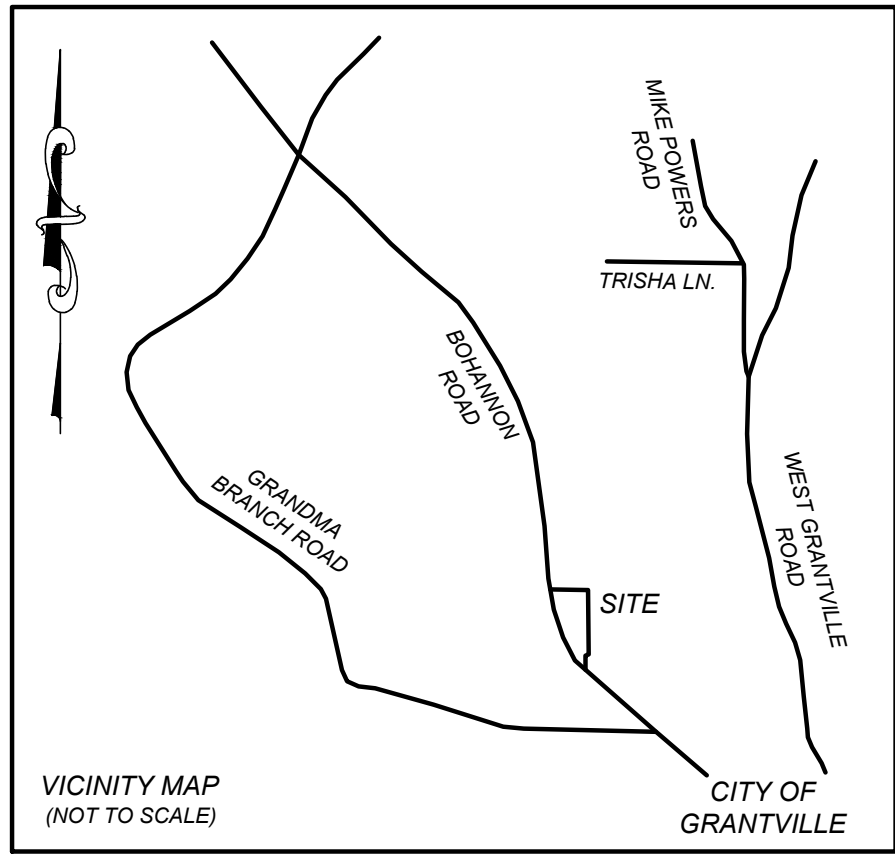 MIKE POWERS
ROAD
TRISHA LN.
BOHANNON
ROAD
GRANDMA
BRANCH ROAD
WEST GRANTVILLE
ROAD
SITE
VICINITY MAP
(NOT TO SCALE)
CITY OF
GRANTVILLE